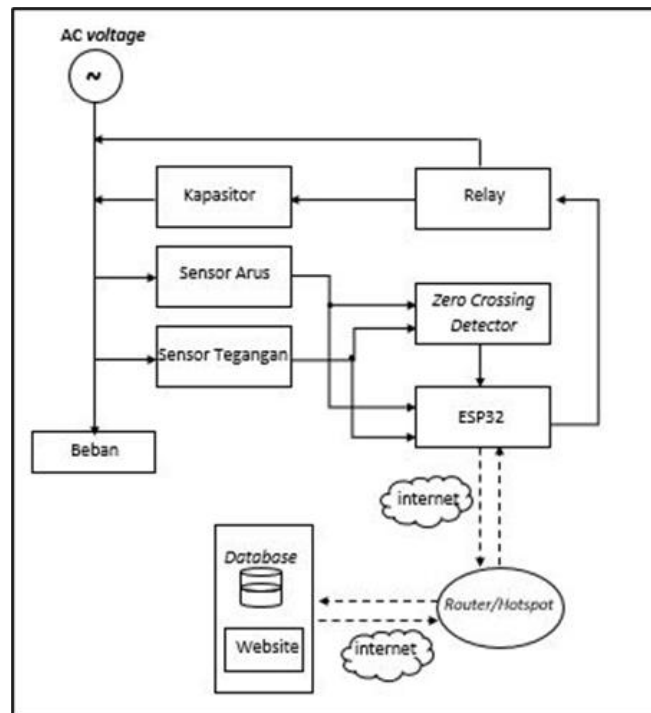 AC voltage
~
Kapasitor
Relay
Sensor Arus
Zero Crossing
Detector
Sensor Tegangan
ESP32
Beban
internet
Database
Router/Hotspot
Website
internet